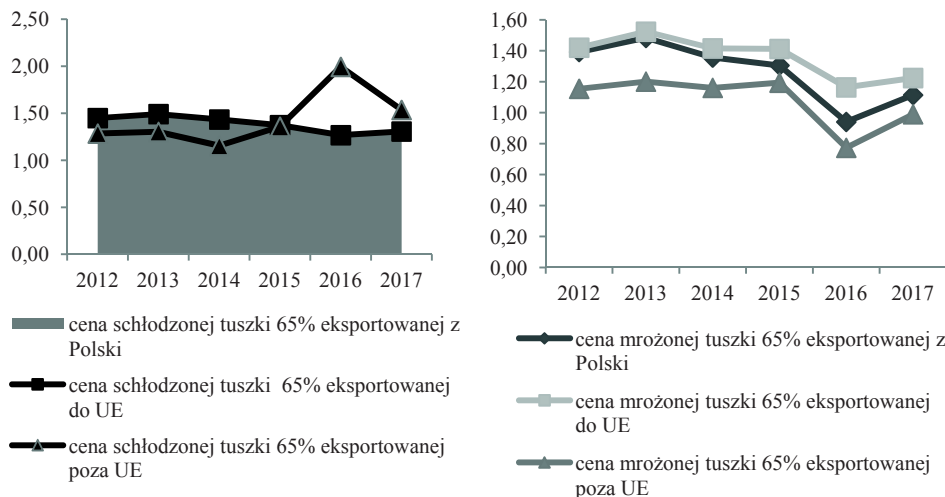 2,50
2,00
1,50
1,00
0,50
0,00
2012 2013 2014 2015 2016 2017
cena schłodzonej tuszki 65% eksportowanej z
Polski
cena schłodzonej tuszki 65% eksportowanej
do UE
cena schłodzonej tuszki 65% eksportowanej
poza UE
1,60
1,40
1,20
1,00
0,80
0,60
0,40
0,20
0,00
2012 2013 2014 2015 2016 2017
cena mrożonej tuszki 65% eksportowanej z
Polski
cena mrożonej tuszki 65% eksportowanej
do UE
cena mrożonej tuszki 65% eksportowanej
poza UE